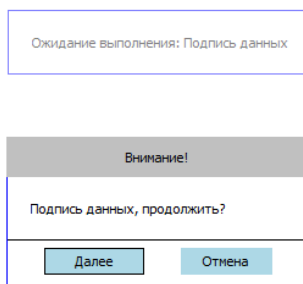 Ожидание выполнения: Подпись данных
Внимание!
Подпись данных, продолжить?
Далее Отмена